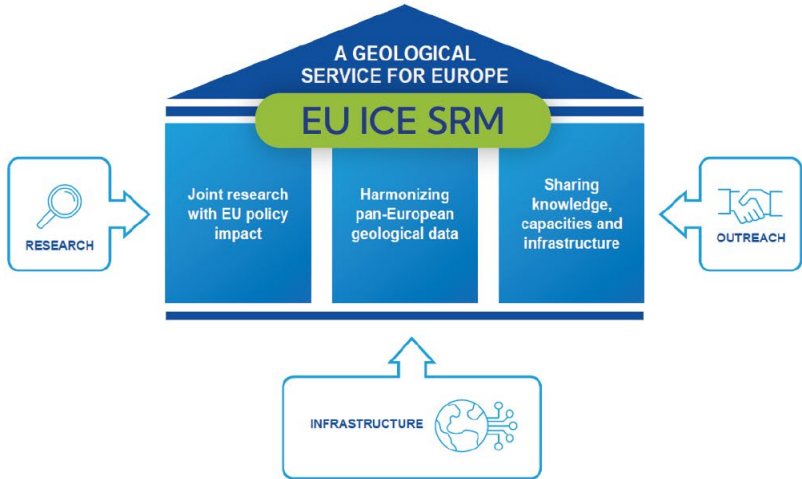 A GEOLOGICAL
SERVICE FOR EUROPE
EU ICE SRM
Joint research
with EU policy
impact
Harmonizing
pan-European
geological data
Sharing
knowledge,
capacities and
infrastructure
RESEARCH
OUTREACH
INFRASTRUCTURE